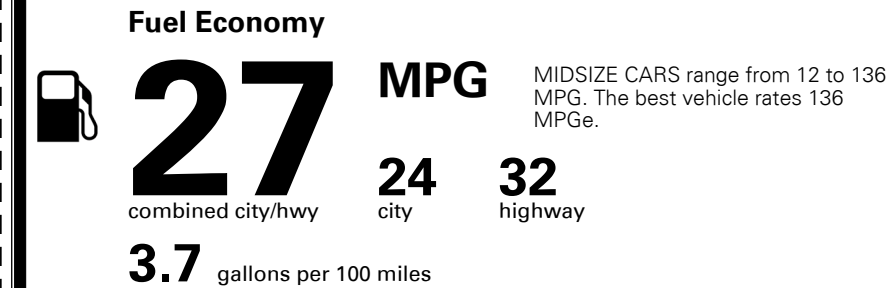 Fuel Economy
27 MPG
MIDSIZE CARS range from 12 to 136
MPG. The best vehicle rates 136
MPGe.
24 32
combined city/hwy city highway
3.7 gallons per 100 miles